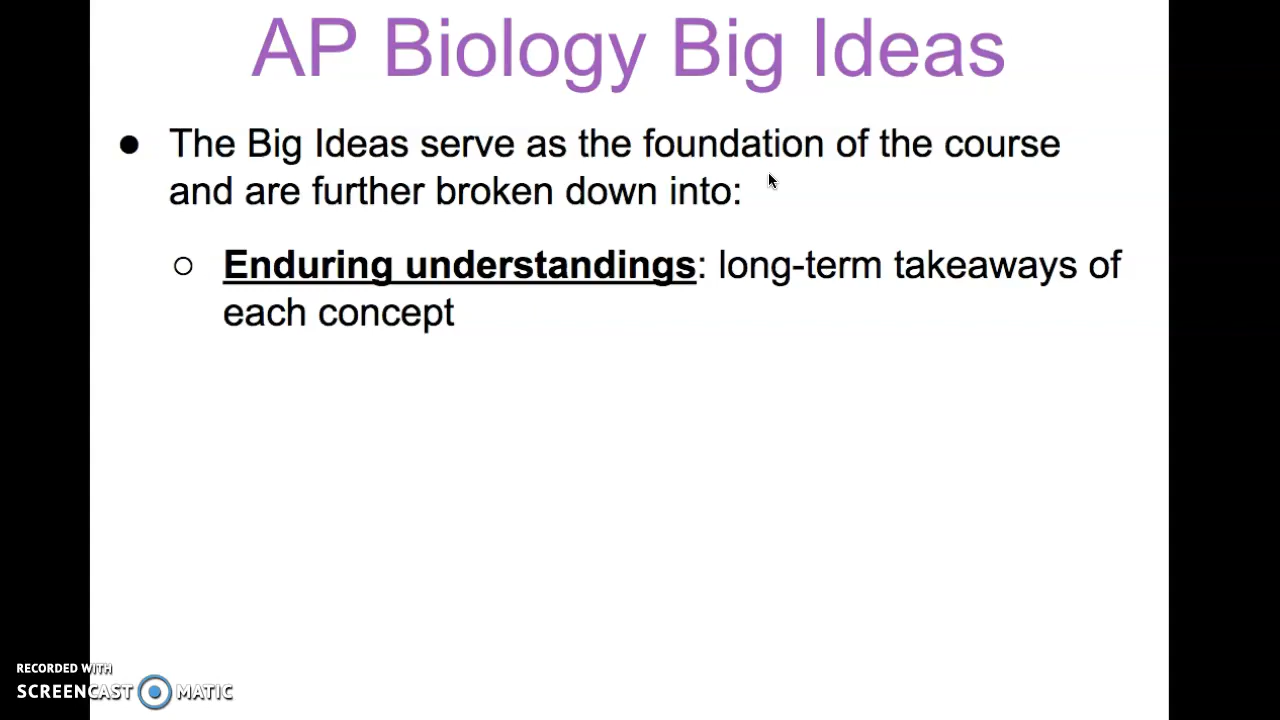 AP Biology Big Ideas
● The Big Ideas serve as the foundation of the course
and are further broken down into:
○ Enduring understandings: long-term takeaways of
each concept
RECORDED WITH
SCREENCAST MATIC